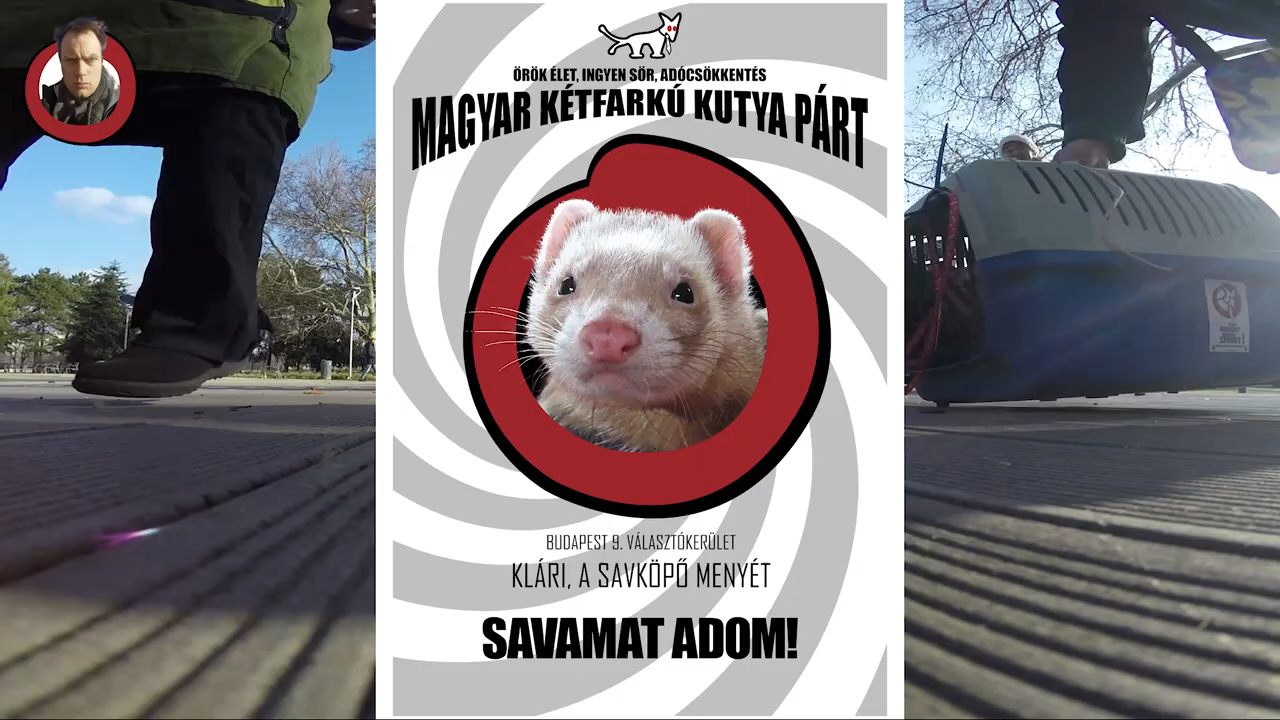 ÖRÖK ÉLET, INGYEN SÖR, ADÓCSÖKKENTÉS
MAGYAR KÉTFARKÚ KUTYA PÁRT
BUDAPEST 9. VÁLASZTÓKERÜLET
KLÁRI, A SAVKÖPŐ MENYÉT
SAVAMAT ADOM!